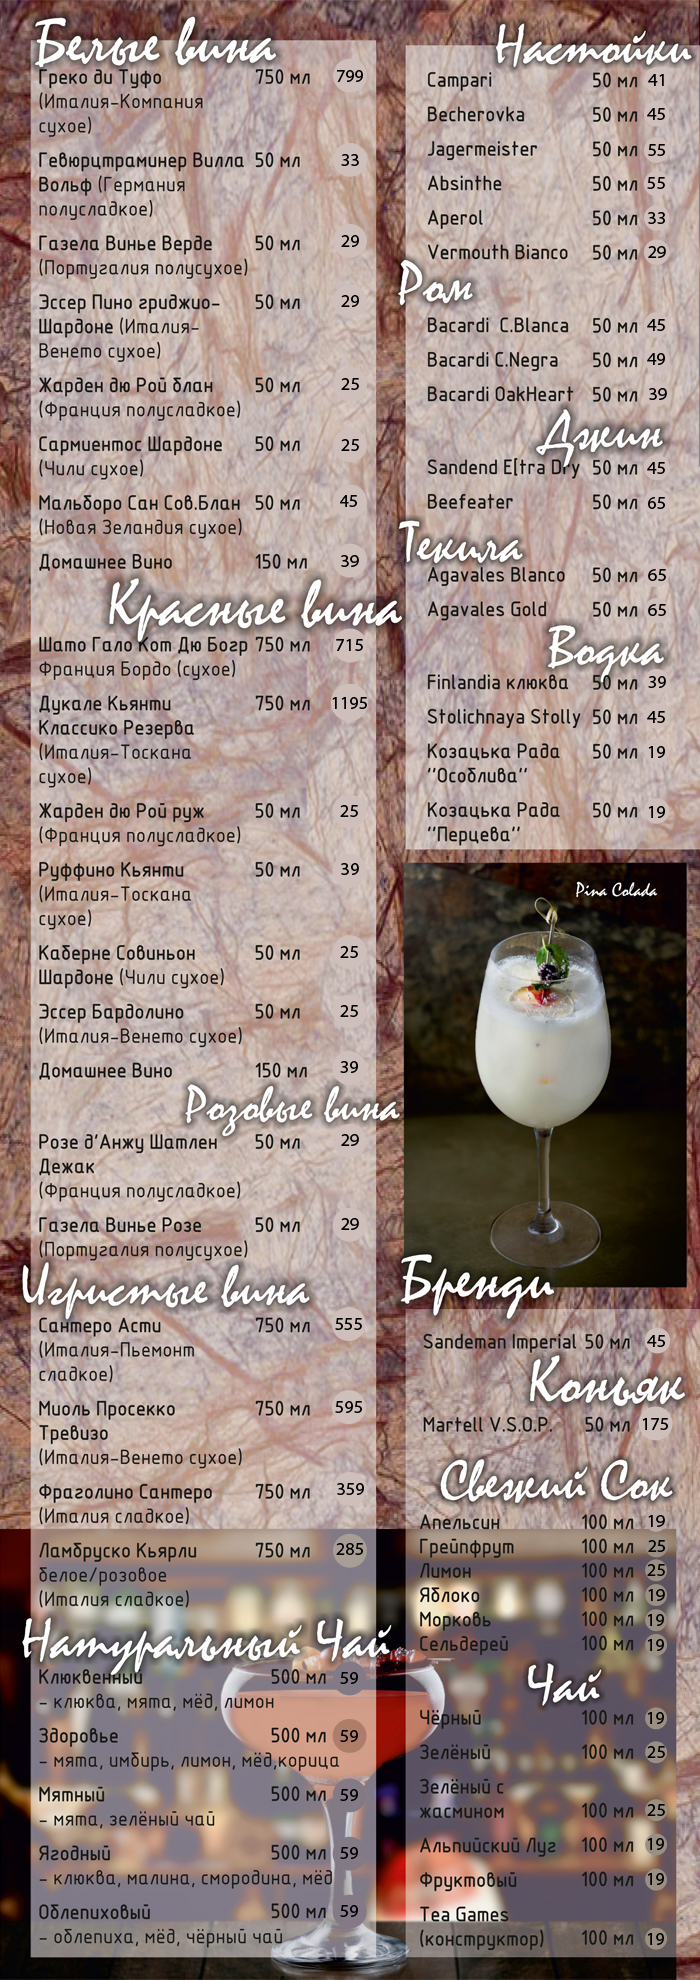 Белые вина
Греко ди Туфо 750 мл 799
(Италия-Компания
сухое)
Гевюрцтраминер Вилла 50 мл 33
Вольф (Германия
полусладкое)
Газела Винье Верде 50 мл 29
(Португалия полусухое)
Эссер Пино гриджио-
Шардоне (Италия- 50 мл 29
Венето сухое)
Жарден дю Рой блан 50 мл 25
(Франция полусладкое)
Сармиентос Шардоне 50 мл 25
(Чили сухое)
Мальборо Сан Сов.Блан 50 мл 45
(Новая Зеландия сухое)
Домашнее Вино 150 мл 39
Красные вина
Шато Гало Кот Дю Богр 750 мл 715
Франция Бордо (сухое)
Дукале Кьянти 750 мл 1195
Классико Резерва
(Италия-Тоскана
сухое)
Жарден дю Рой руж 50 мл 25
(Франция полусладкое)
Руффино Кьянти 50 мл 39
(Италия-Тоскана
сухое)
Каберне Совиньон 50 мл 25
Шардоне (Чили сухое)
Эссер Бардолино 50 мл 25
(Италия-Венето сухое)
Домашнее Вино 150 мл 39
Розовые вина
Розе д'Анжу Шатлен 50 мл 29
Дежак
(Франция полусладкое)
Газела Винье Розе 50 мл 29
(Португалия полусухое)
Игристые вина
Сантеро Асти 750 мл 555
(Италия-Пьемонт
сладкое)
Миоль Просекко 750 мл 595
Тревизо
(Италия-Венето сухое)
Фраголино Сантеро 750 мл 359
(Италия сладкое)
Ламбруско Кьярли 750 мл 285
белое/розовое
(Италия сладкое)
Натуральный Чай
Клюквенный 500 мл 59
- клюква, мята, мёд, лимон
Здоровье 500 мл 59
- мята, имбирь, лимон, мёд,корица
Мятный 500 мл 59
- мята, зелёный чай
Ягодный 500 мл 59
- клюква, малина, смородина, мёд
Облепиховый 500 мл 59
- облепиха, мёд, чёрный чай
Настойки
Campari 50 мл 41
Becherovka 50 мл 45
Jagermeister 50 мл 55
Absinthe 50 мл 55
Aperol 50 мл 33
Vermouth Bianco 50 мл 29
Ром
Bacardi C.Blanca 50 мл 45
Bacardi C.Negra 50 мл 49
Bacardi OakHeart 50 мл 39
Джин
Sandend E[tra Dry 50 мл 45
Beefeater 50 мл 65
Текила
Agavales Blanco 50 мл 65
Agavales Gold 50 мл 65
Водка
Finlandia клюква 50 мл 39
Stolichnaya Stolly 50 мл 45
Козацька Рада 50 мл 19
''Особлива''
Козацька Рада 50 мл 19
''Перцева''
Pina Colada
Бренди
Sandeman Imperial 50 мл 45
Коньяк
Martell V.S.O.P. 50 мл 175
Свежий Сок
Апельсин 100 мл 19
Грейпфрут 100 мл 25
Лимон 100 мл 25
Яблоко 100 мл 19
Морковь 100 мл 19
Сельдерей 100 мл 19
Чай
Чёрный 100 мл 19
Зелёный 100 мл 25
Зелёный с
жасмином 100 мл 25
Альпийский Луг 100 мл 19
Фруктовый 100 мл 19
Tea Games
(конструктор) 100 мл 19